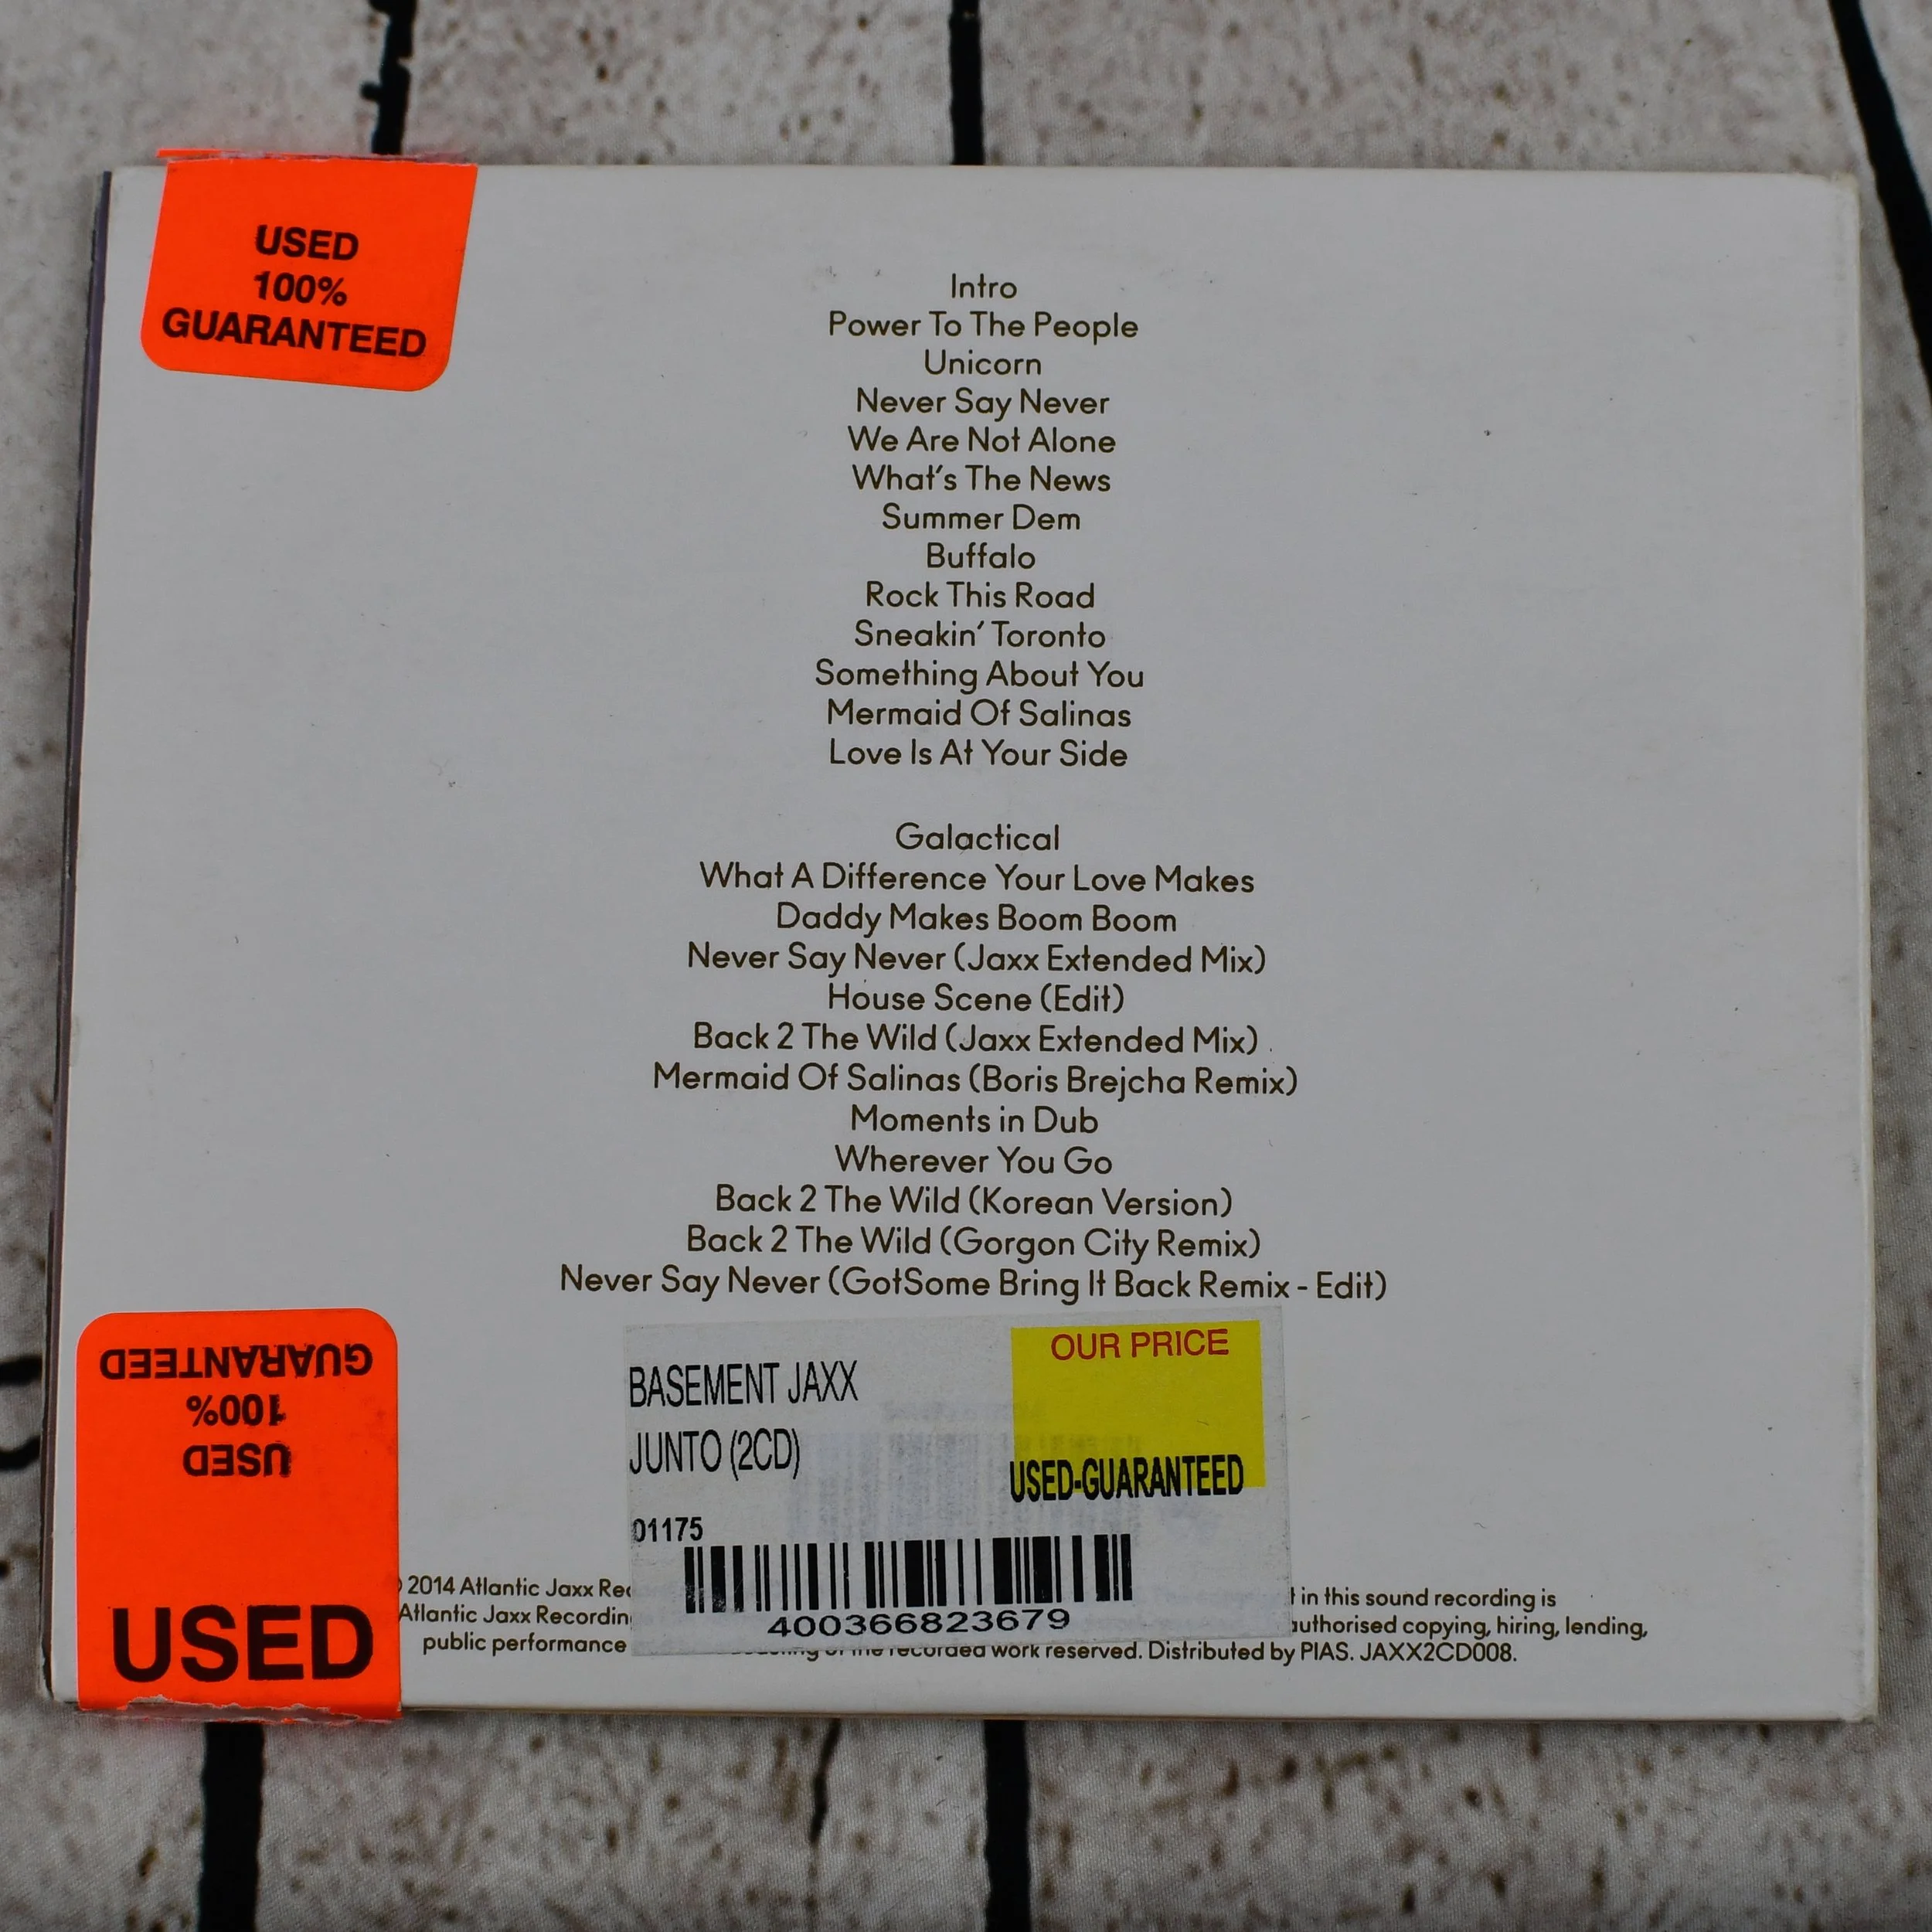 USED
100%
GUARANTEED
Intro
Power To The People
Unicorn
Never Say Never
We Are Not Alone
What's The News
Summer Dem
Buffalo
Rock This Road
Sneakin' Toronto
Something About You
Mermaid Of Salinas
Love Is At Your Side
Galactical
What A Difference Your Love Makes
Daddy Makes Boom Boom
Never Say Never (Jaxx Extended Mix)
House Scene (Edit)
Back 2 The Wild (Jaxx Extended Mix)
Mermaid Of Salinas (Boris Brejcha Remix)
Moments in Dub
Wherever You Go
Back 2 The Wild (Korean Version)
Back 2 The Wild (Gorgon City Remix)
Never Say Never (GotSome Bring It Back Remix - Edit)
USED
100%
GUARANTEED
USED
BASEMENT JAXX
JUNTO (2CD)
OUR PRICE
USED-GUARANTEED
01175
400366823679
2014 Atlantic Jaxx in this sound recording is
Atlantic Jaxx copying, hiring, lending,
public performance the recorded work reserved. Distributed by PIAS. JAXX2CD008.